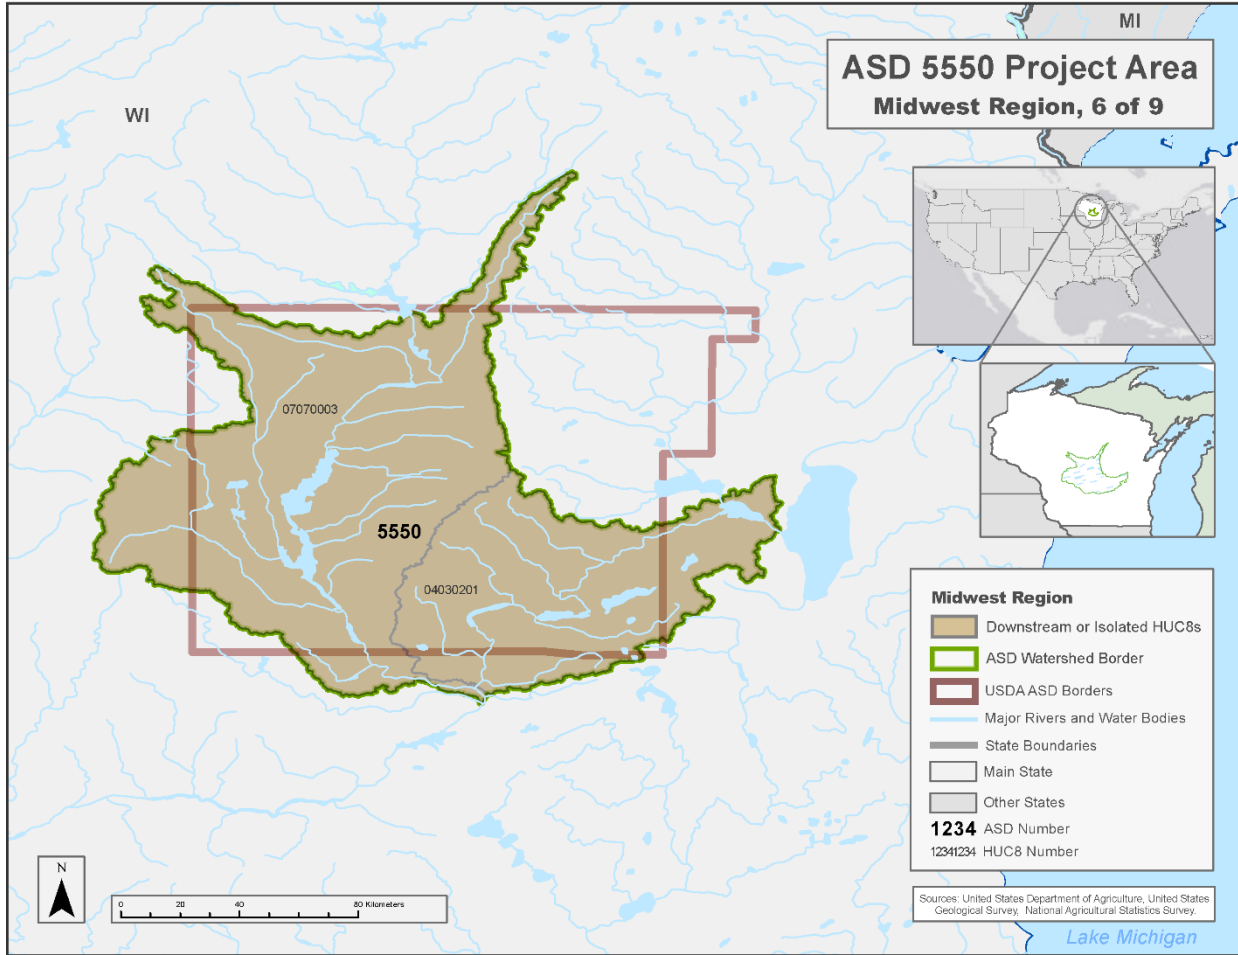 MI
ASD 5550 Project Area
Midwest Region, 6 of 9
WI
07070003
5550
04030201
Midwest Region
Downstream or Isolated HUC8s
ASD Watershed Border
USDA ASD Borders
Major Rivers and Water Bodies
State Boundaries
Main State
Other States
1234 ASD Number
12341234 HUC8 Number
N
0 20 40 80 Kilometers
Sources: United States Department of Agriculture, United States
Geological Survey, National Agricultural Statistics Survey.
Lake Michigan